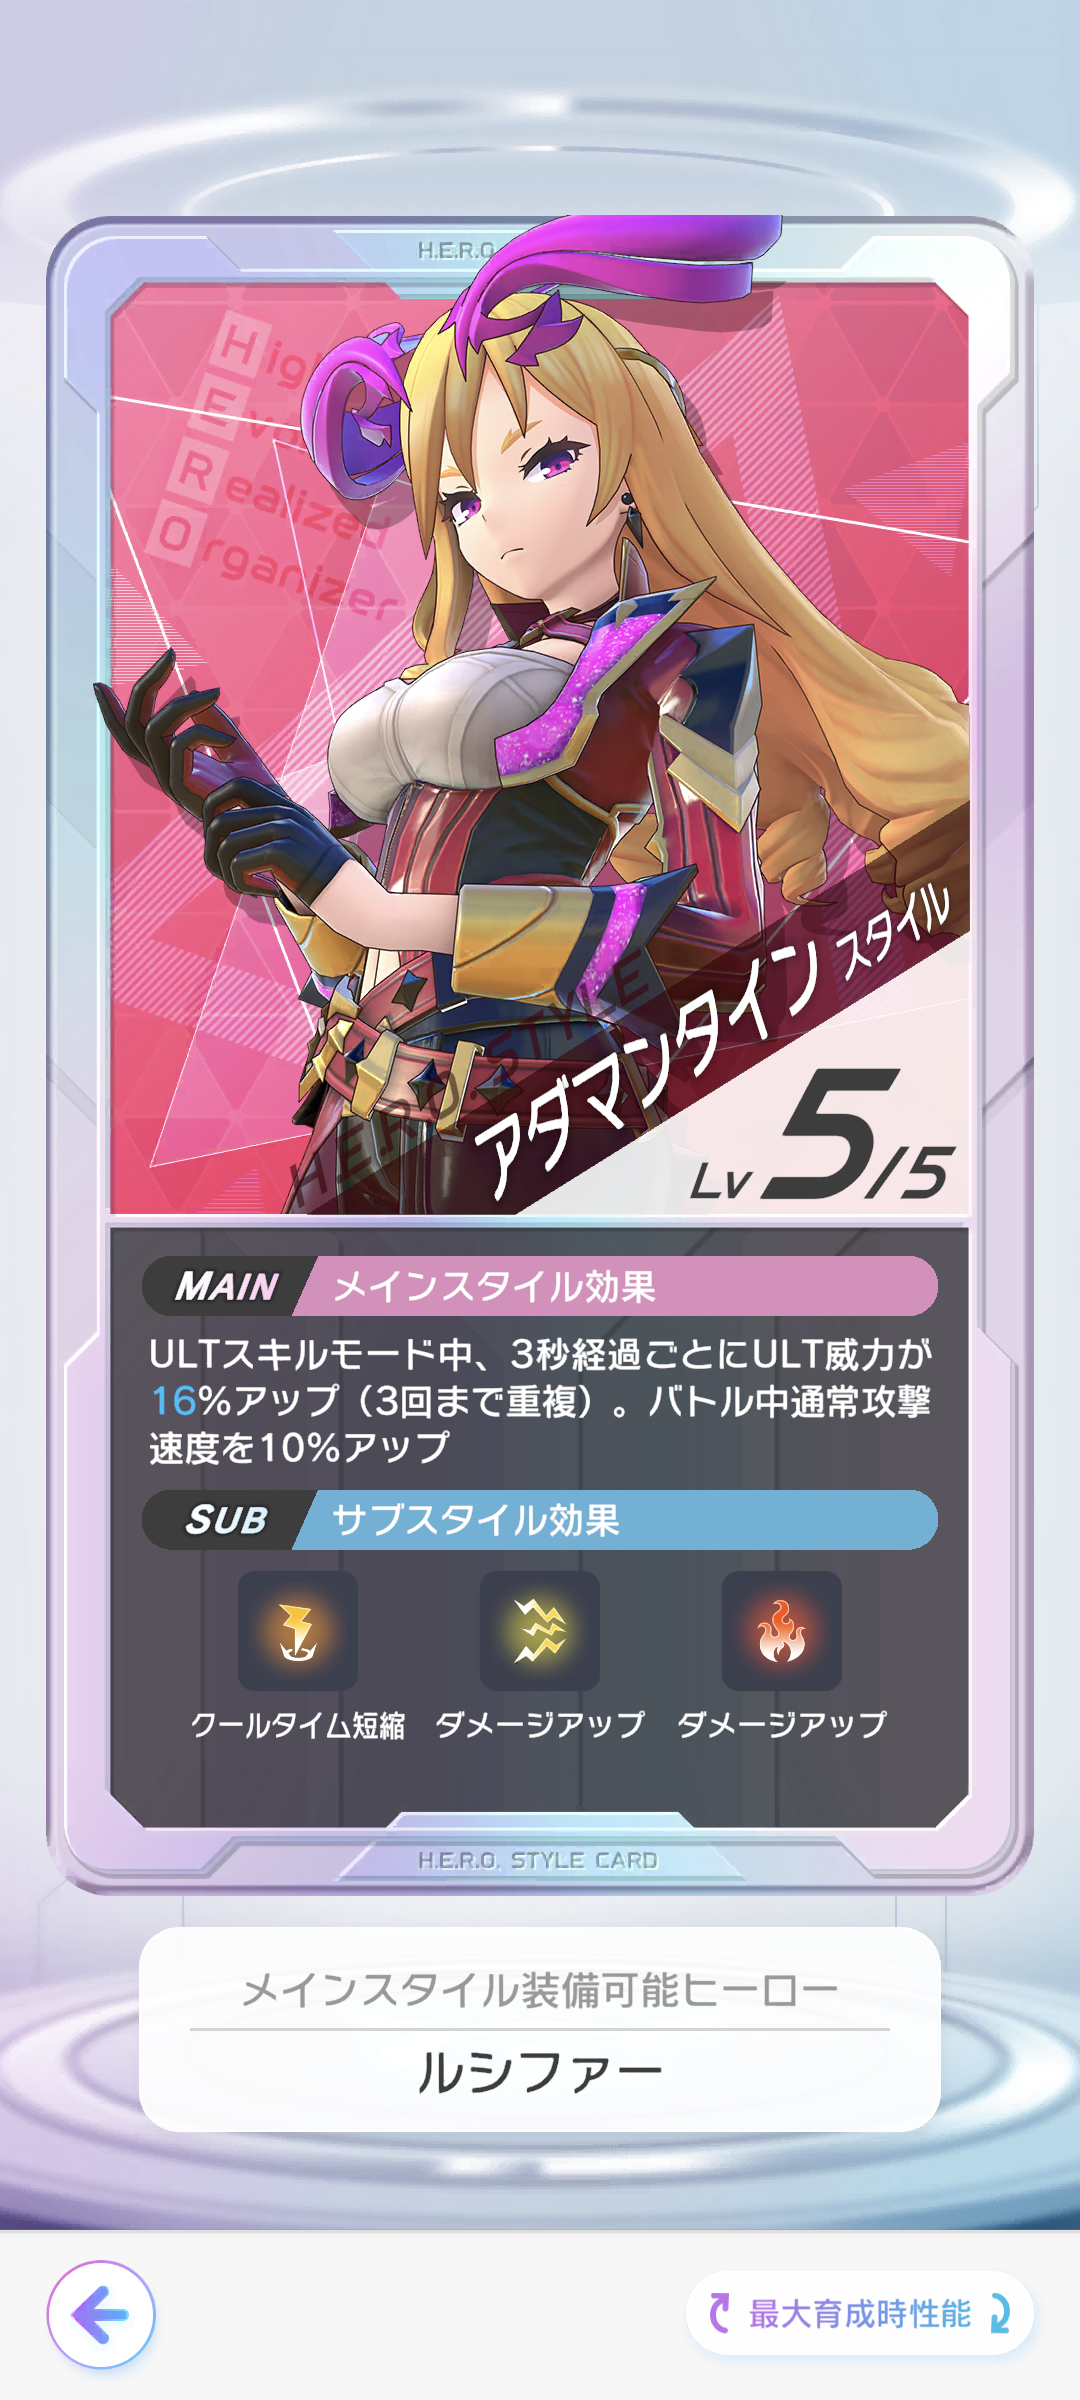 H.E.R.O.
Hig
Realized
Organizer
アダマンタイン スタイル
H.E.R.O. STYLE
Lv 5/5
MAIN メインスタイル効果
ULTスキルモード中、3秒経過ごとにULT威力が
16%アップ（3回まで重複）。バトル中通常攻撃
速度を10%アップ
SUB サブスタイル効果
クールタイム短縮 ダメージアップ ダメージアップ
H.E.R.O. STYLE CARD
メインスタイル装備可能ヒーロー
ルシファー
最大育成時性能